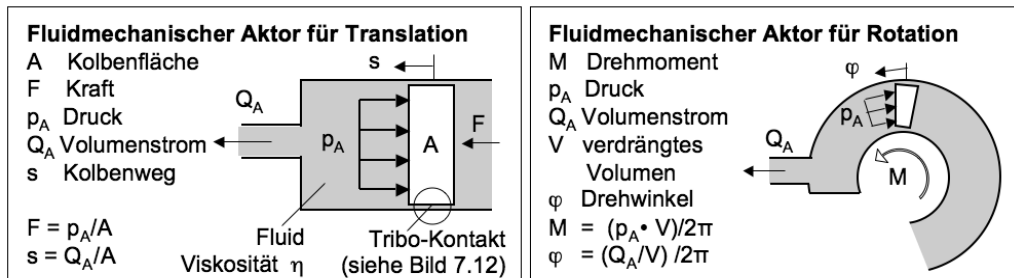 Fluidmechanischer Aktor für Translation
A Kolbenfläche
F Kraft
p_A Druck
Q_A Volumenstrom
s Kolbenweg
F = p_A/A
s = Q_A/A
s
Q_A
p_A
A
F
Fluid
Viskosität η
Tribo-Kontakt
(siehe Bild 7.12)
Fluidmechanischer Aktor für Rotation
M Drehmoment
p_A Druck
Q_A Volumenstrom
V verdrängtes
Volumen
φ Drehwinkel
M = (p_A • V)/2π
φ = (Q_A/V) /2π
φ
p_A
Q_A
M